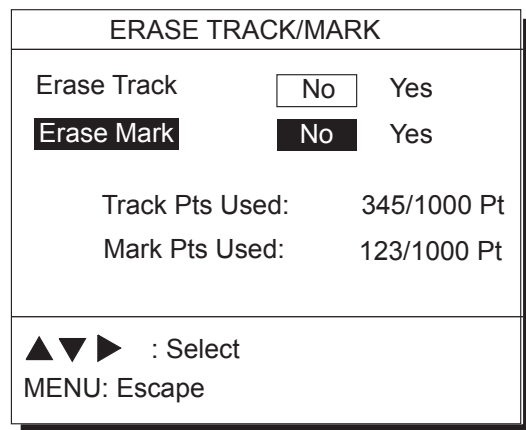 ERASE TRACK/MARK
Erase Track No Yes
Erase Mark No Yes
Track Pts Used: 345/1000 Pt
Mark Pts Used: 123/1000 Pt
▲▼▶ : Select
MENU: Escape